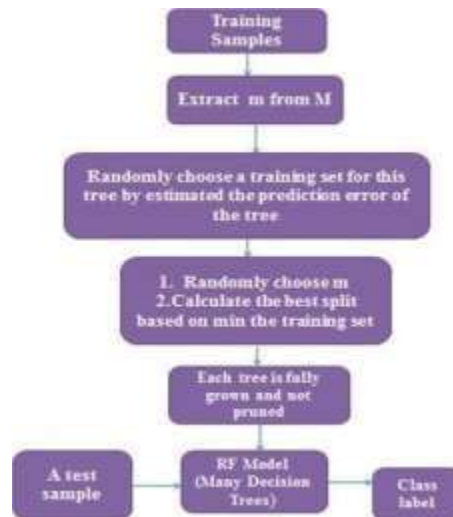 Training
Samples
Extract m from M
Randomly choose a training set for this
tree by estimated the prediction error of
the tree
1. Randomly choose m
2.Calculate the best split
based on min the training set
Each tree is fully
grown and not
pruned
A test
sample
RF Model
(Many Decision
Trees)
Class
label